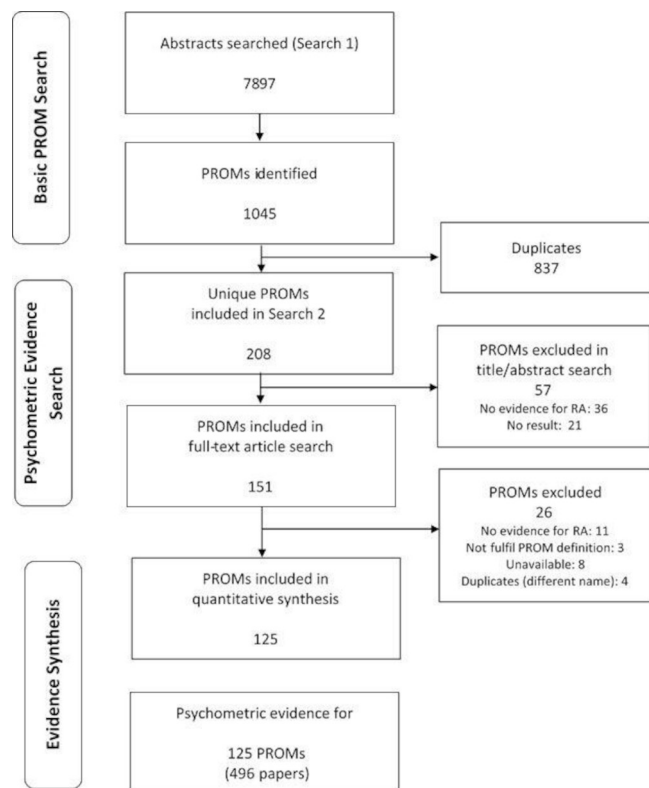 Basic PROM Search
Abstracts searched (Search 1)
7897
PROMs identified
1045
Duplicates
837
Psychometric Evidence
Search
Unique PROMs
included in Search 2
208
PROMs excluded in
title/abstract search
57
No evidence for RA: 36
No result: 21
PROMs included in
full-text article search
151
PROMs excluded
26
No evidence for RA: 11
Not fulfil PROM definition: 3
Unavailable: 8
Duplicates (different name): 4
Evidence Synthesis
PROMs included in
quantitative synthesis
125
Psychometric evidence for
125 PROMs
(496 papers)